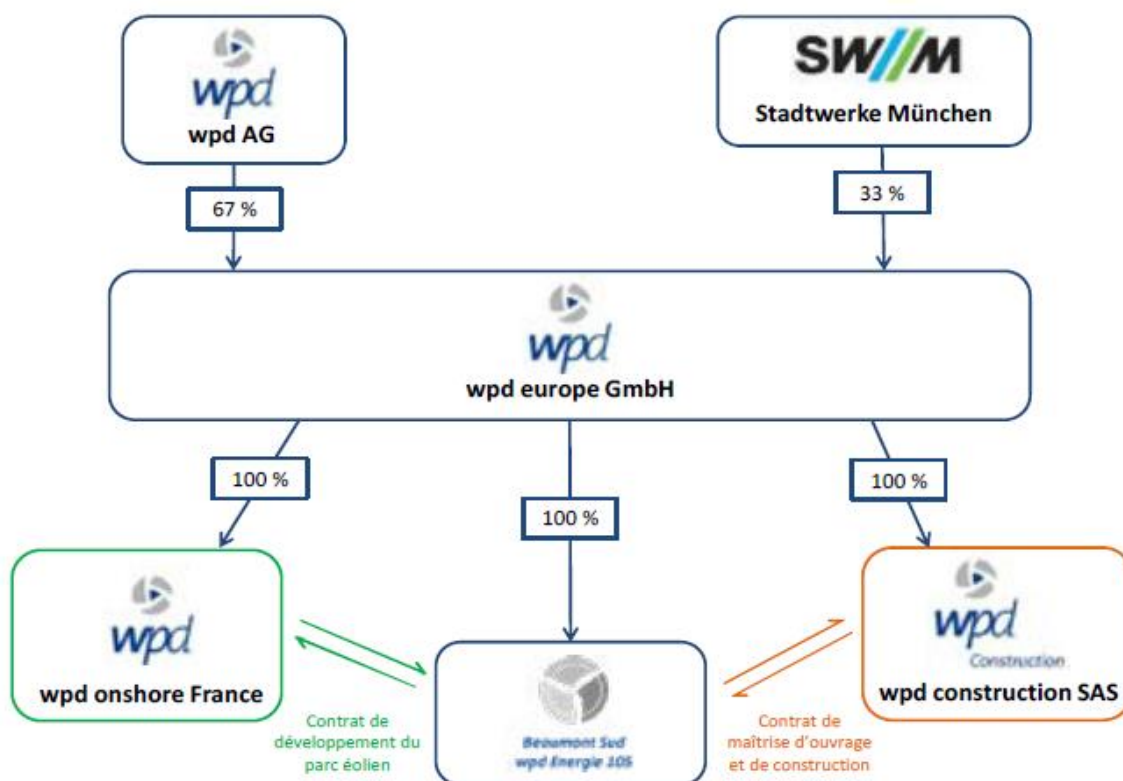 wpd
wpd AG
SW//M
Stadtwerke München
67 %
33 %
wpd
wpd europe GmbH
100 %
100 %
100 %
wpd
wpd onshore France
Contrat de
développement du
parc éolien
Beaumont Sud
wpd Energie 105
Contrat de
maîtrise d'ouvrage
et de construction
wpd
Construction
wpd construction SAS